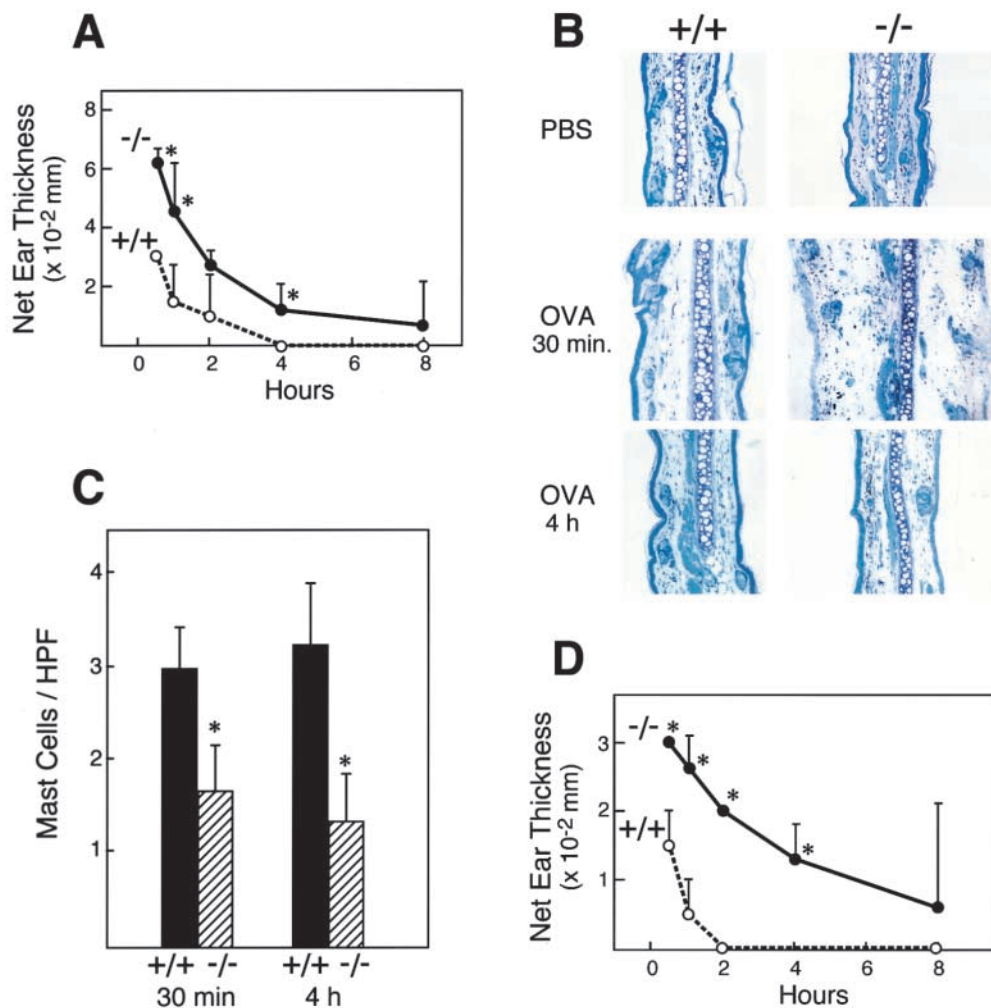 A
Net Ear Thickness
(x 10-2 mm)
8
6
4
2
-/-
*
*
+/+
*
0 2 4 6 8
Hours
B
+/+ -/-
PBS
OVA
30 min.
OVA
4 h
C
Mast Cells / HPF
4
3
2
1
*
*
+/+ -/- +/+ -/-
30 min 4 h
D
Net Ear Thickness
(x 10-2 mm)
3
2
1
-/- *
*
*
+/+
*
0 2 4 6 8
Hours